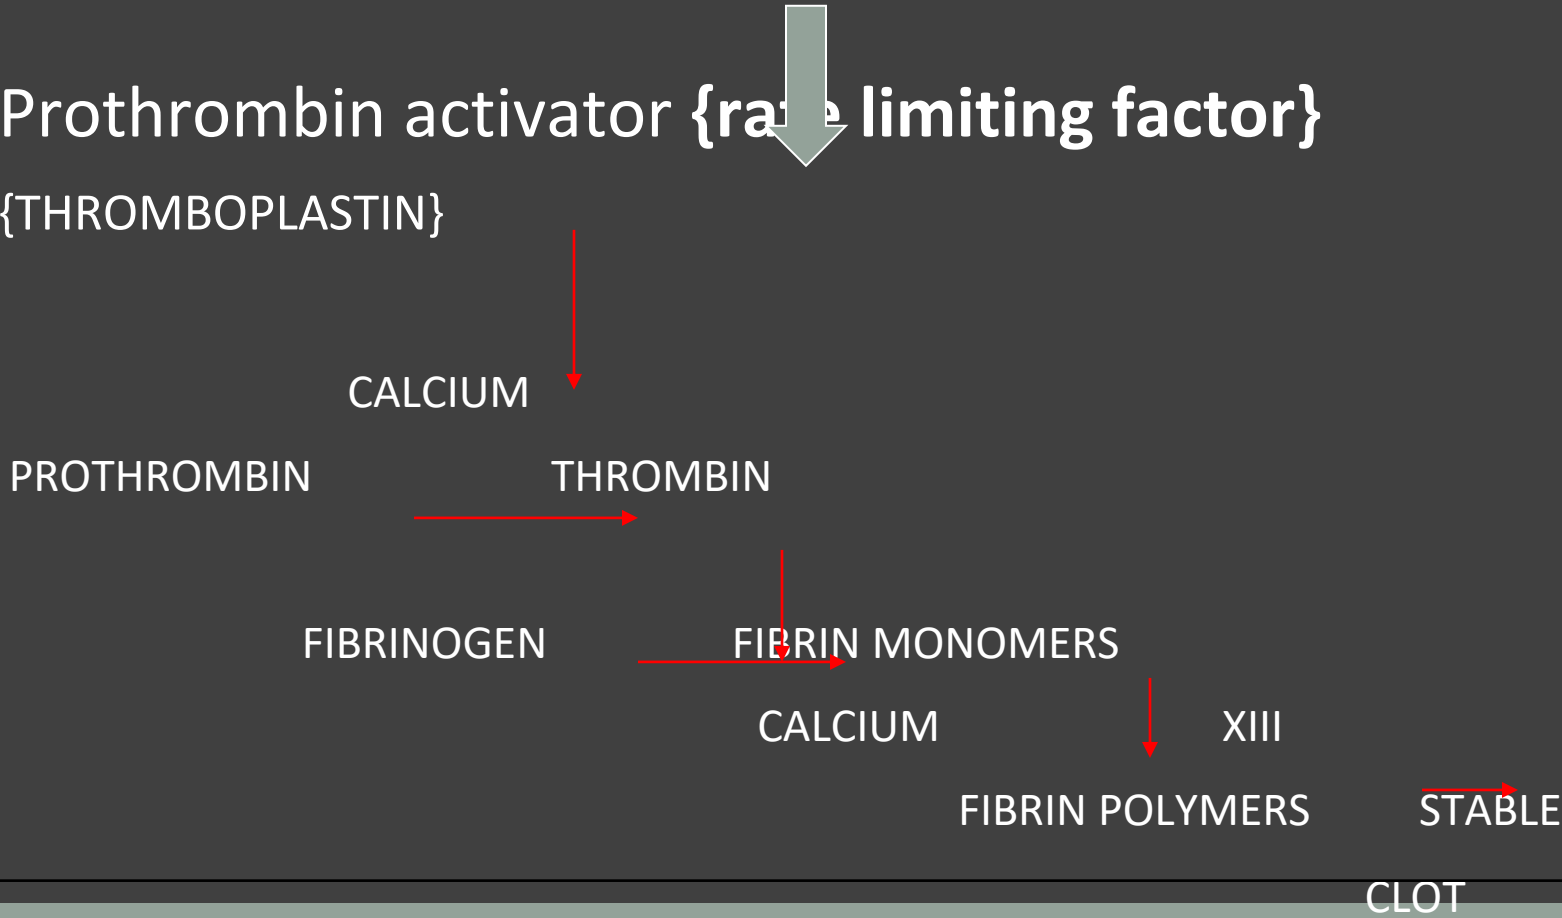 Prothrombin activator {rate limiting factor}
{THROMBOPLASTIN}
CALCIUM
PROTHROMBIN THROMBIN
FIBRINOGEN FIBRIN MONOMERS
CALCIUM XIII
FIBRIN POLYMERS STABLE
CLOT